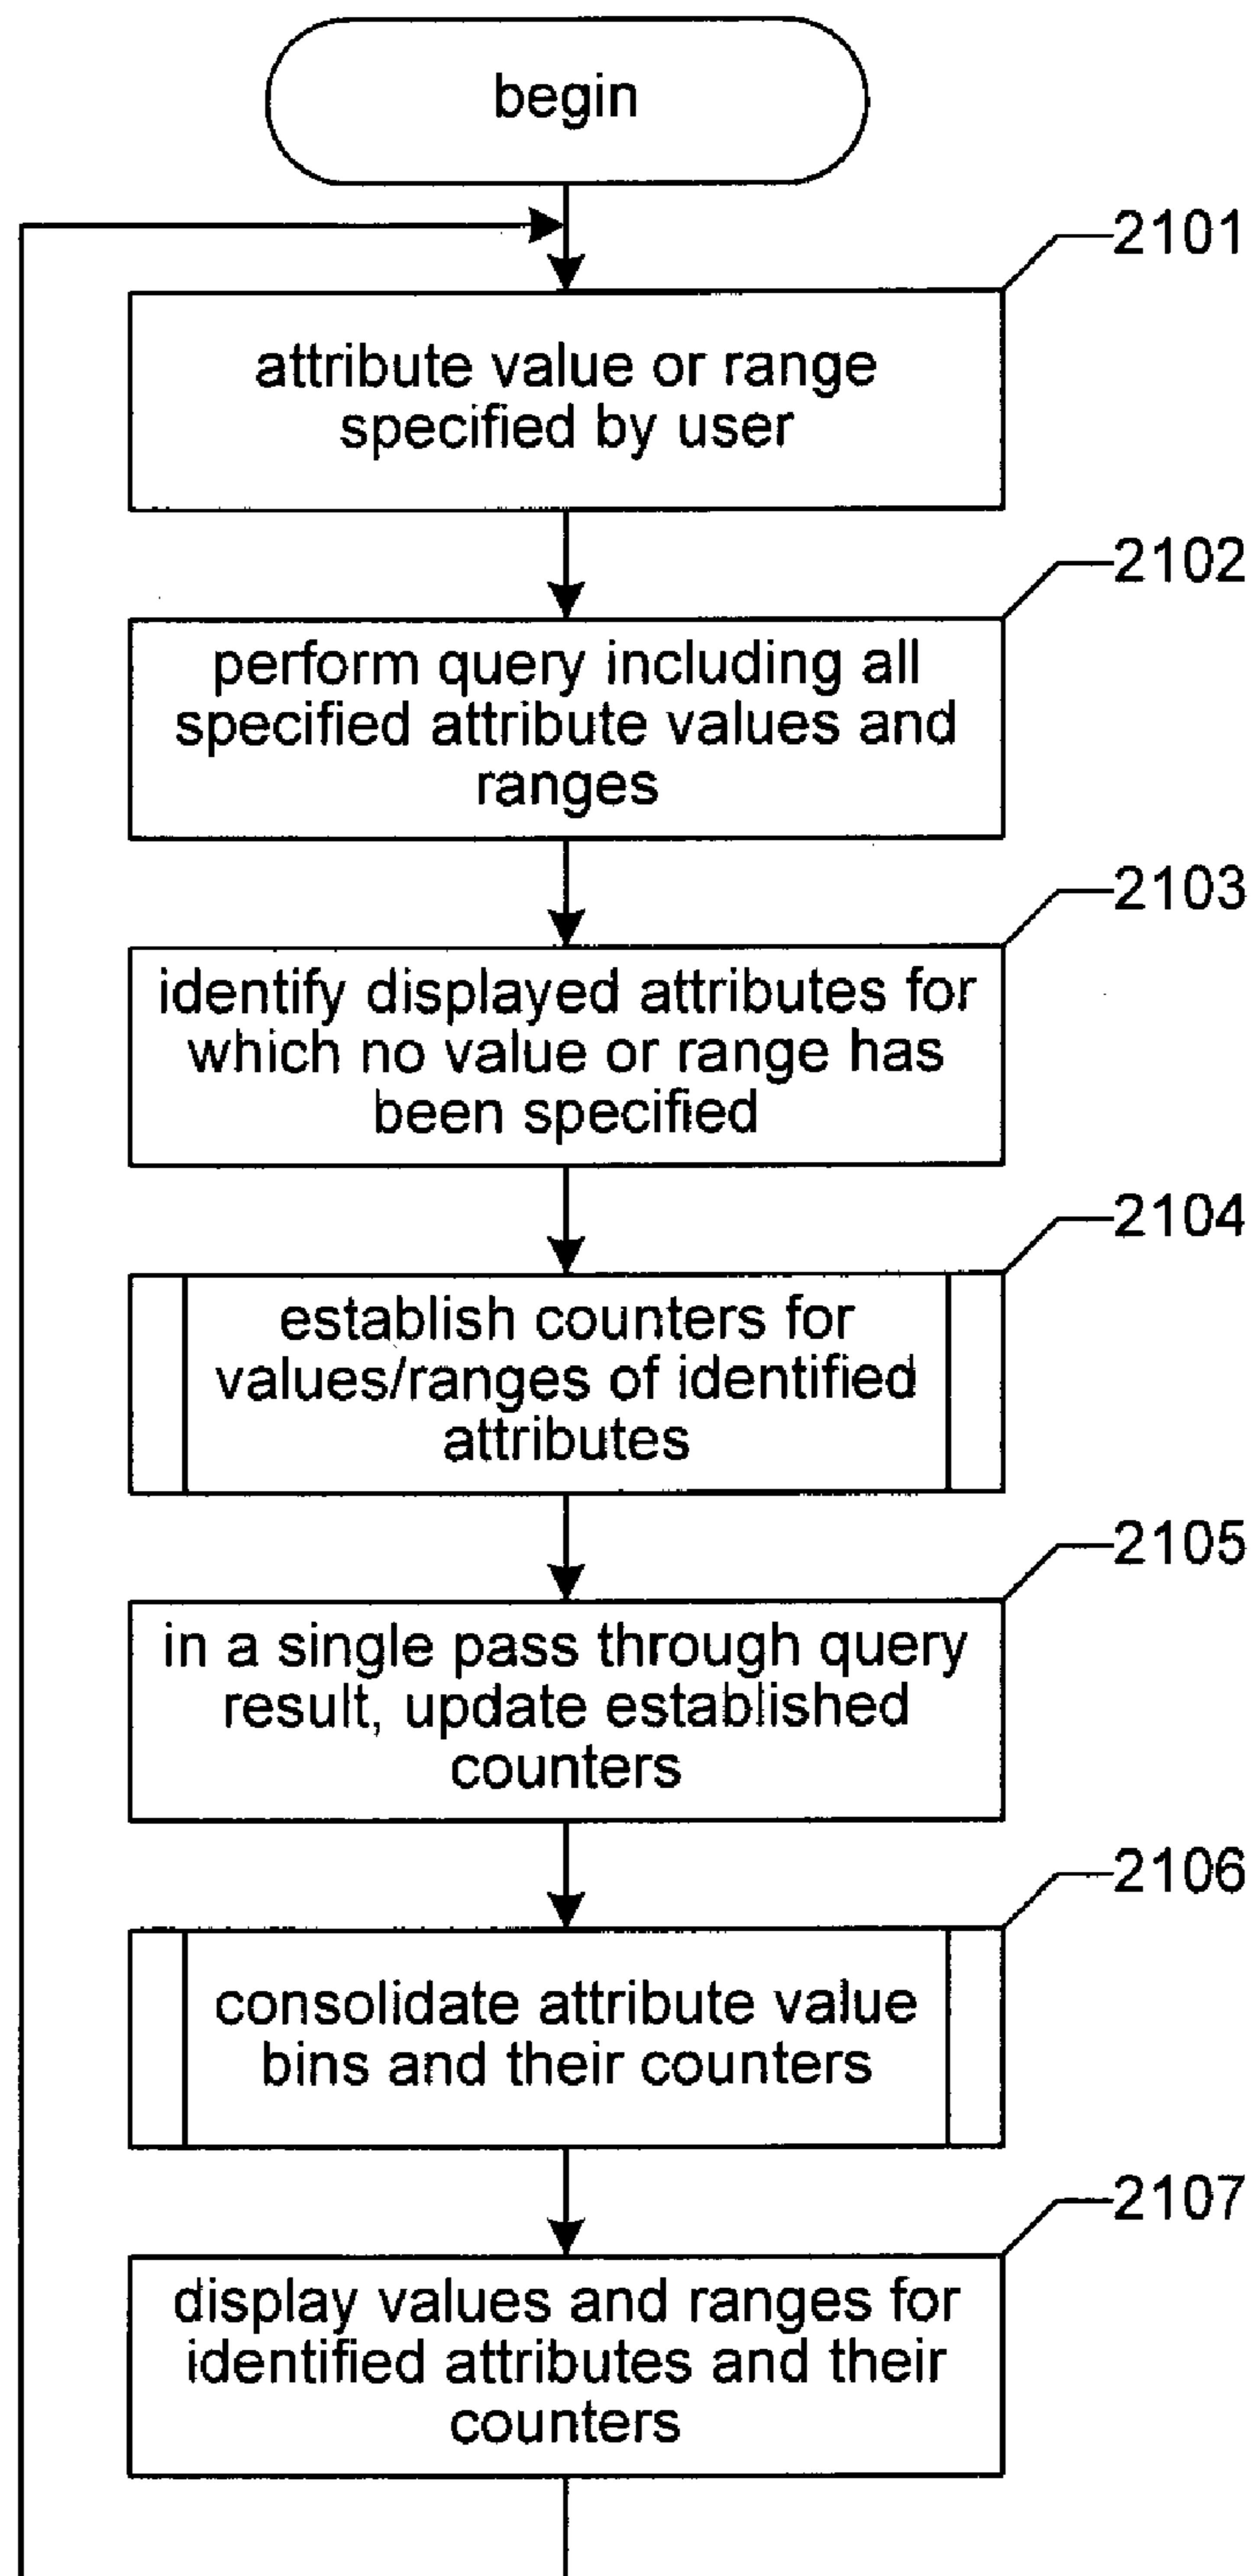 begin
2101
attribute value or range
specified by user
2102
perform query including all
specified attribute values and
ranges
2103
identify displayed attributes for
which no value or range has
been specified
2104
establish counters for
values/ranges of identified
attributes
2105
in a single pass through query
result, update established
counters
2106
consolidate attribute value
bins and their counters
2107
display values and ranges for
identified attributes and their
counters